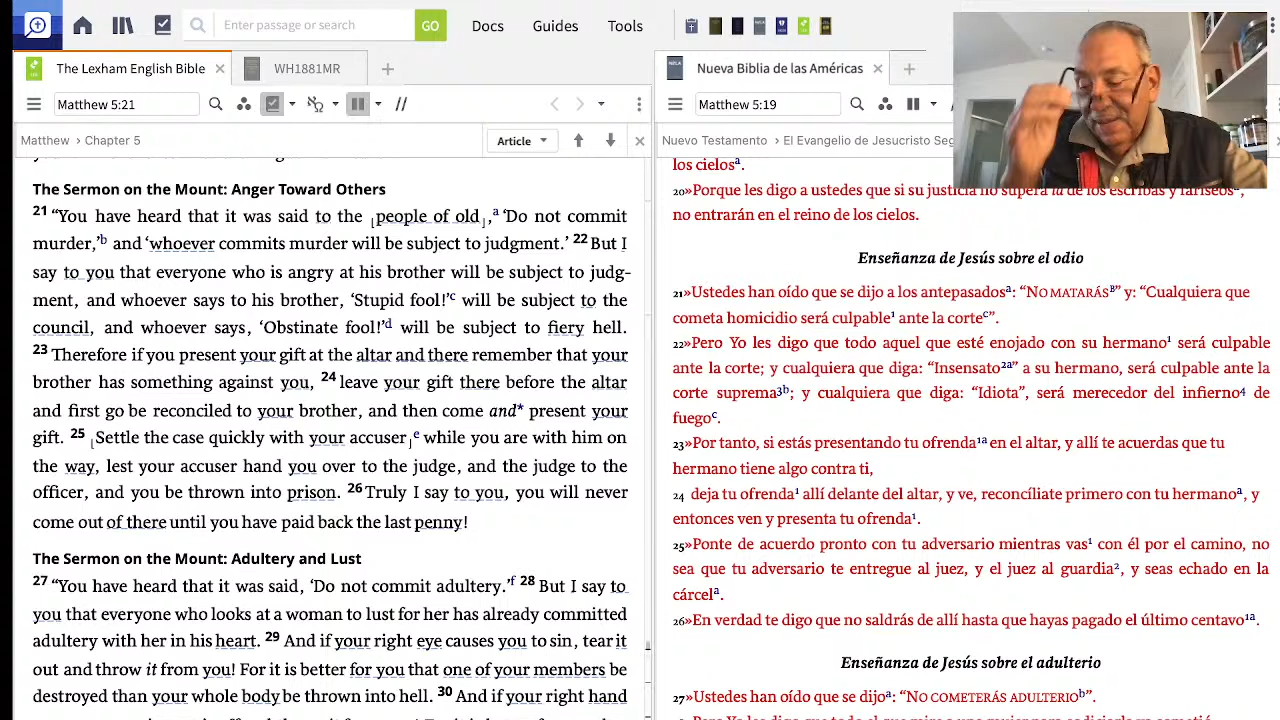 Enter passage or search
GO
Docs
Guides
Tools
The Lexham English Bible
WH1881MR
Nueva Biblia de las Américas
Matthew 5:21
Matthew 5:19
Matthew › Chapter 5
Article
Nuevo Testamento › El Evangelio de Jesucristo Seg
The Sermon on the Mount: Anger Toward Others
21 “You have heard that it was said to the ⌊people of old⌋,a ‘Do not commit
murder,’b and ‘whoever commits murder will be subject to judgment.’ 22 But I
say to you that everyone who is angry at his brother will be subject to judg-
ment, and whoever says to his brother, ‘Stupid fool!’c will be subject to the
council, and whoever says, ‘Obstinate fool!’d will be subject to fiery hell.
23 Therefore if you present your gift at the altar and there remember that your
brother has something against you, 24 leave your gift there before the altar
and first go be reconciled to your brother, and then come and* present your
gift. 25 ⌊Settle the case quickly with your accuser⌋e while you are with him on
the way, lest your accuser hand you over to the judge, and the judge to the
officer, and you be thrown into prison. 26 Truly I say to you, you will never
come out of there until you have paid back the last penny!
The Sermon on the Mount: Adultery and Lust
27 “You have heard that it was said, ‘Do not commit adultery.’f 28 But I say to
you that everyone who looks at a woman to lust for her has already committed
adultery with her in his heart. 29 And if your right eye causes you to sin, tear it
out and throw it from you! For it is better for you that one of your members be
destroyed than your whole body be thrown into hell. 30 And if your right hand
los cielosa.
20»Porque les digo a ustedes que si su justicia no supera la de los escribas y fariseos,
no entrarán en el reino de los cielos.
Enseñanza de Jesús sobre el odio
21»Ustedes han oído que se dijo a los antepasadosa: “NO MATARÁSB” y: “Cualquiera que
cometa homicidio será culpable1 ante la cortec”.
22»Pero Yo les digo que todo aquel que esté enojado con su hermano1 será culpable
ante la corte; y cualquiera que diga: “Insensato2a” a su hermano, será culpable ante la
corte suprema3b; y cualquiera que diga: “Idiota”, será merecedor del infierno4 de
fuegoc.
23»Por tanto, si estás presentando tu ofrenda1a en el altar, y allí te acuerdas que tu
hermano tiene algo contra ti,
24 deja tu ofrenda1 allí delante del altar, y ve, reconcíliate primero con tu hermanoa, y
entonces ven y presenta tu ofrenda1.
25»Ponte de acuerdo pronto con tu adversario mientras vas1 con él por el camino, no
sea que tu adversario te entregue al juez, y el juez al guardia2, y seas echado en la
cárcela.
26»En verdad te digo que no saldrás de allí hasta que hayas pagado el último centavo1a.
Enseñanza de Jesús sobre el adulterio
27»Ustedes han oído que se dijoa: “NO COMETERÁS ADULTERIOb”.